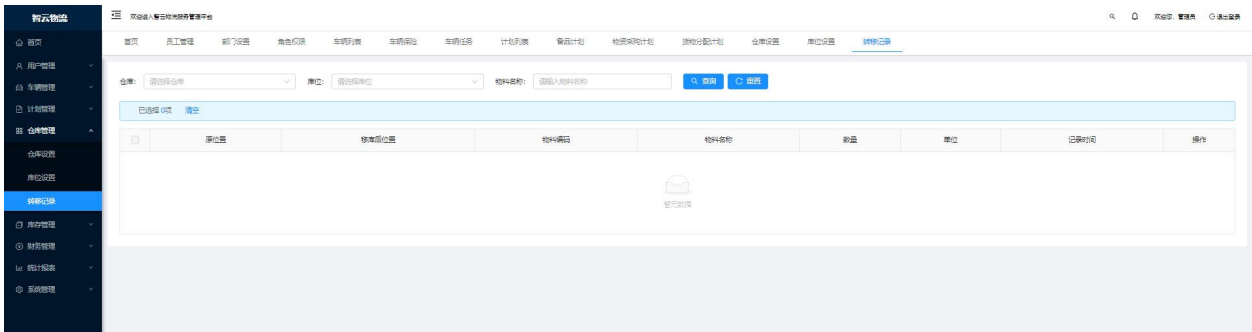 智云物流
欢迎进入智云物流服务管理平台
欢迎您，管理员 退出登录
首页
用户管理
车辆管理
计划管理
仓库管理
仓库设置
库位设置
转移记录
库存管理
财务管理
统计报表
系统管理
首页 员工管理 部门设置 角色权限 车辆列表 车辆保险 车辆任务 计划列表 餐品计划 物资采购计划 货物分配计划 仓库设置 库位设置 转移记录
仓库: 请选择仓库 库位: 请选择库位 物料名称: 请输入物料名称 查询 重置
已选择 0项 清空
原位置 移库后位置 物料编码 物料名称 数量 单位 记录时间 操作
暂无数据